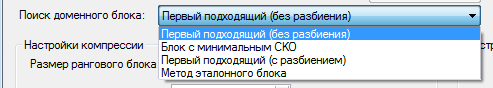 Поиск доменного блока: Первый подходящий (без разбиения)
Первый подходящий (без разбиения)
Блок с минимальным СКО
Настройки компрессии
Первый подходящий (с разбиением)
Размер рангового блока
Метод эталонного блока